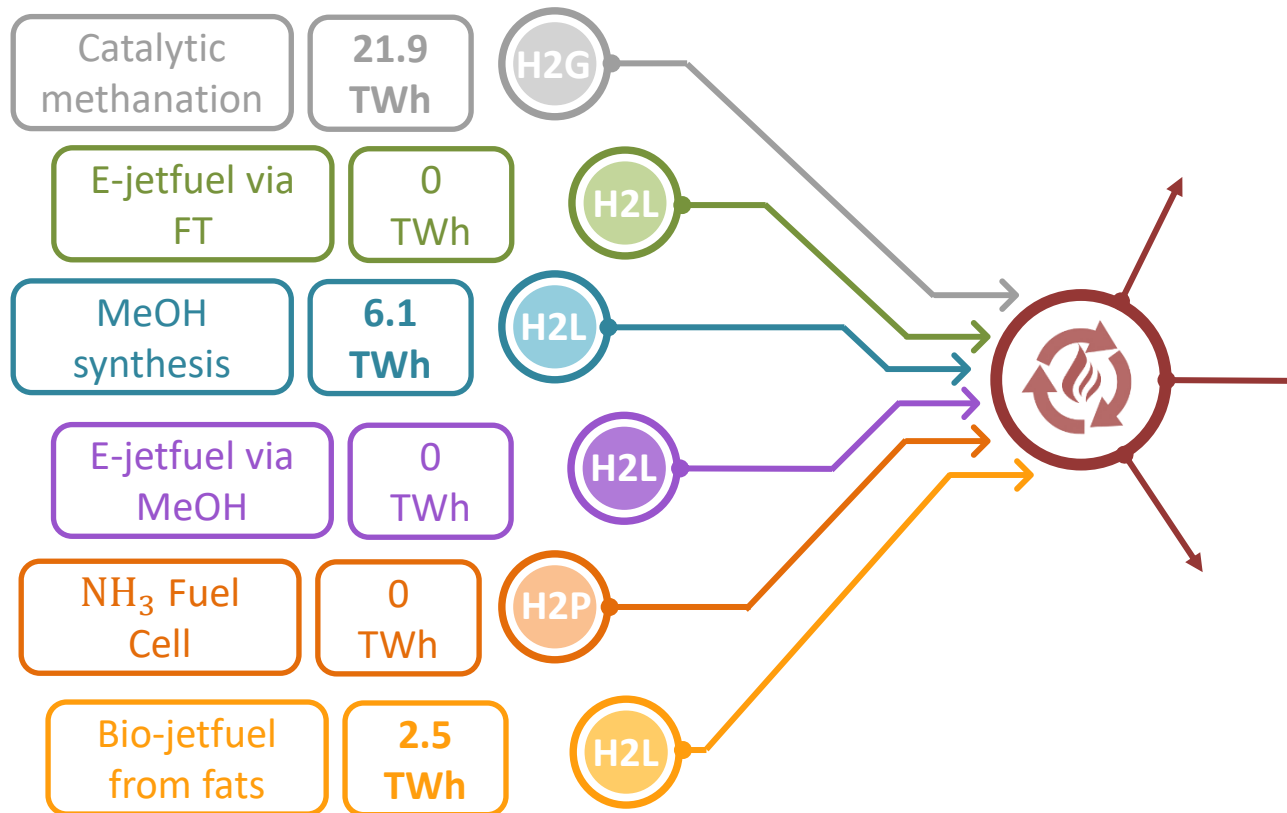 Catalytic
methanation
21.9
TWh
H2G
E-jetfuel via
FT
0
TWh
H2L
MeOH
synthesis
6.1
TWh
H2L
E-jetfuel via
MeOH
0
TWh
H2L
NH₃ Fuel
Cell
0
TWh
H2P
Bio-jetfuel
from fats
2.5
TWh
H2L